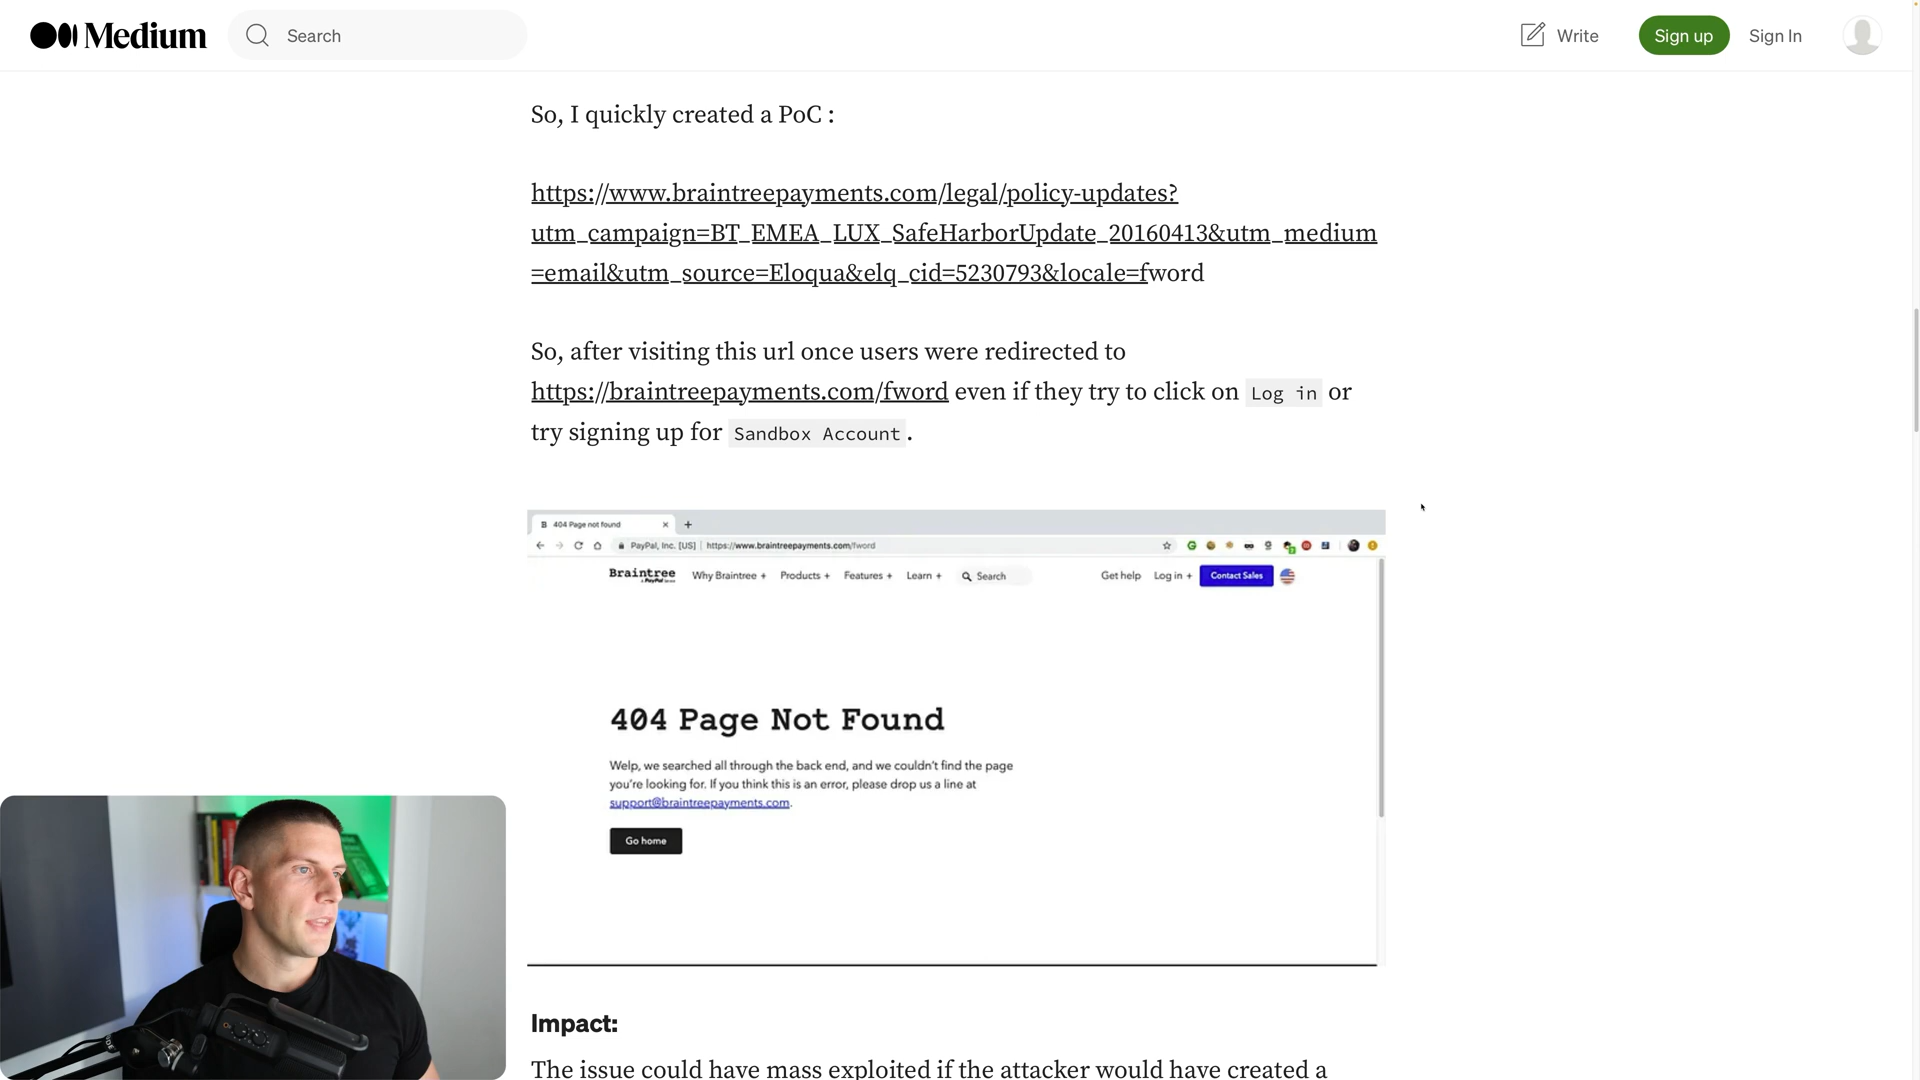 Medium
Search
Write
Sign up
Sign In
So, I quickly created a PoC :
https://www.braintreepayments.com/legal/policy-updates?
utm_campaign=BT_EMEA_LUX_SafeHarborUpdate_20160413&utm_medium
=email&utm_source=Eloqua&elq_cid=5230793&locale=fword
So, after visiting this url once users were redirected to
https://braintreepayments.com/fword even if they try to click on Log in or
try signing up for Sandbox Account.
B 404 Page not found
PayPal, Inc. [US] | https://www.braintreepayments.com/fword
Braintree
A PayPal Service
Why Braintree +
Products +
Features +
Learn +
Search
Get help
Log in +
Contact Sales
404 Page Not Found
Welp, we searched all through the back end, and we couldn't find the page
you're looking for. If you think this is an error, please drop us a line at
support@braintreepayments.com.
Go home
Impact:
The issue could have mass exploited if the attacker would have created a